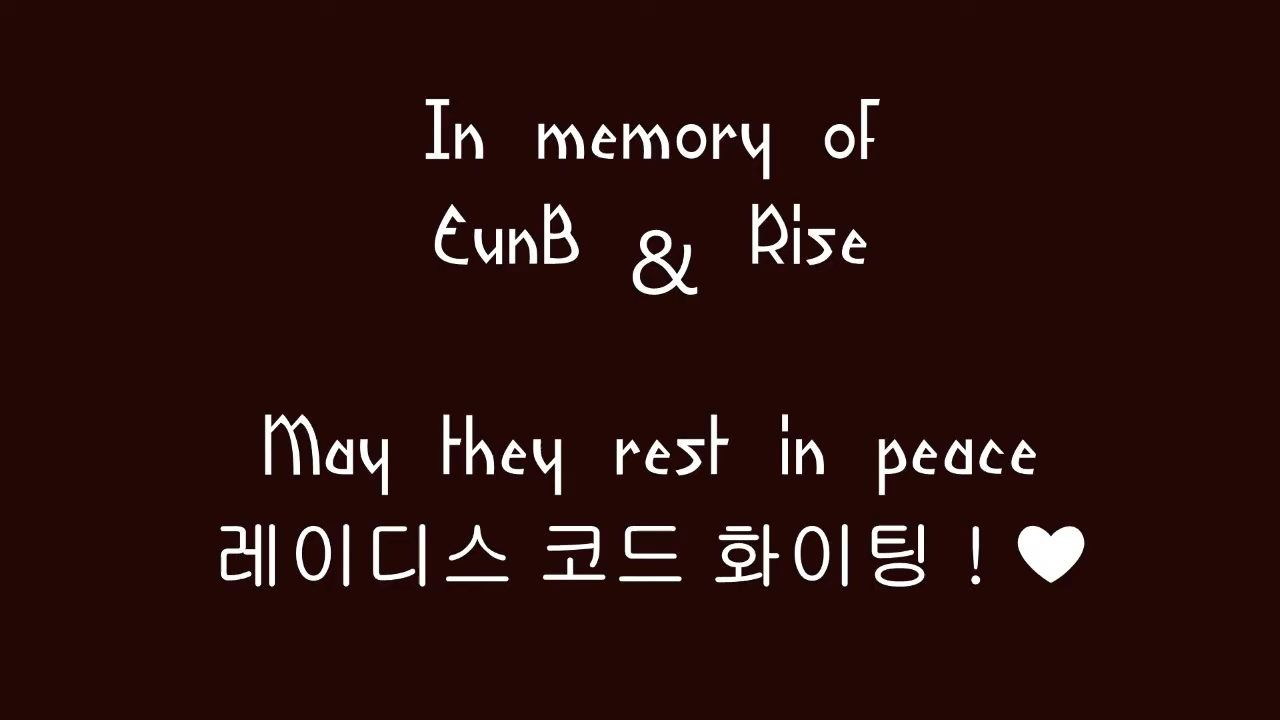 In memory of
EunB & Rise
May they rest in peace
레이디스 코드 화이팅 ! ♥